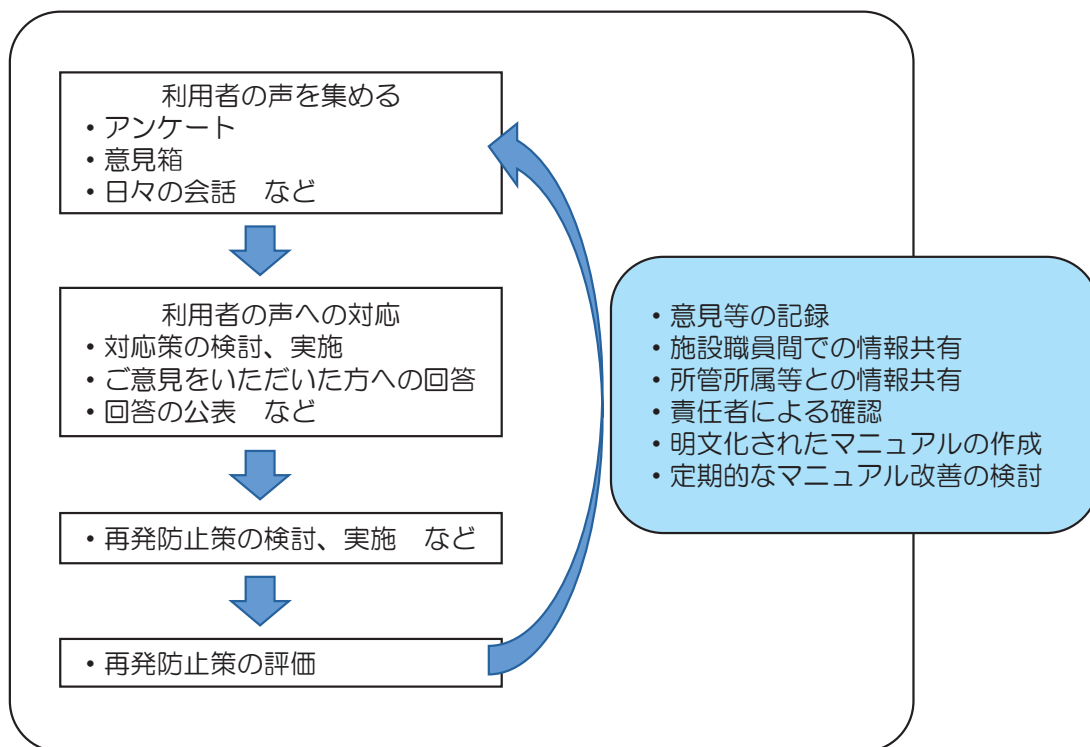 利用者の声を集める
・アンケート
・意見箱
・日々の会話　など
利用者の声への対応
・対応策の検討、実施
・ご意見をいただいた方への回答
・回答の公表　など
・再発防止策の検討、実施　など
・再発防止策の評価
・意見等の記録
・施設職員間での情報共有
・所管所属等との情報共有
・責任者による確認
・明文化されたマニュアルの作成
・定期的なマニュアル改善の検討